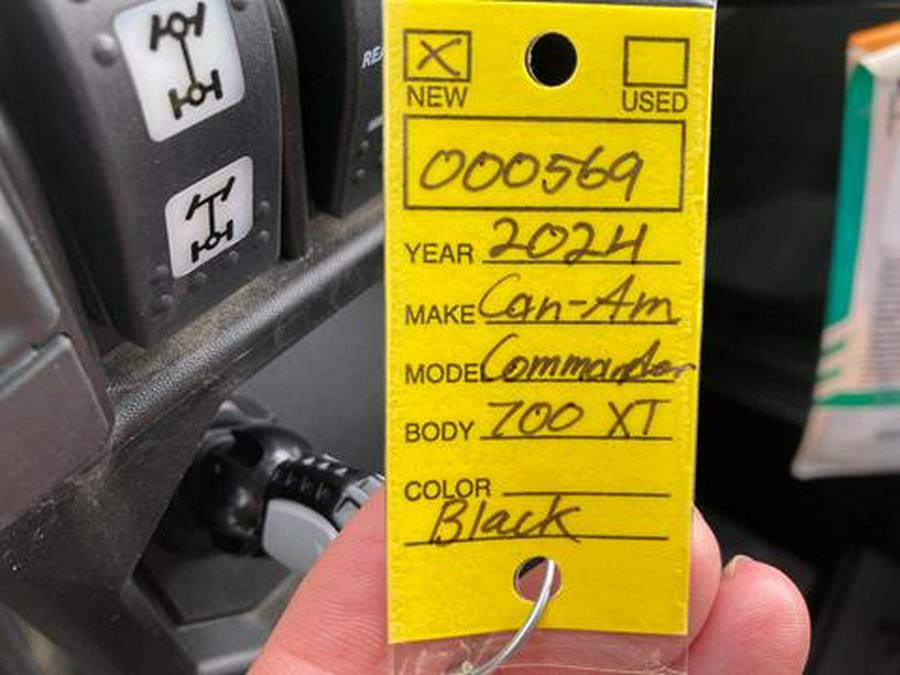 NEW USED
000569
YEAR 2024
MAKE Can-Am
MODEL Commander
BODY 700 XT
COLOR
Black